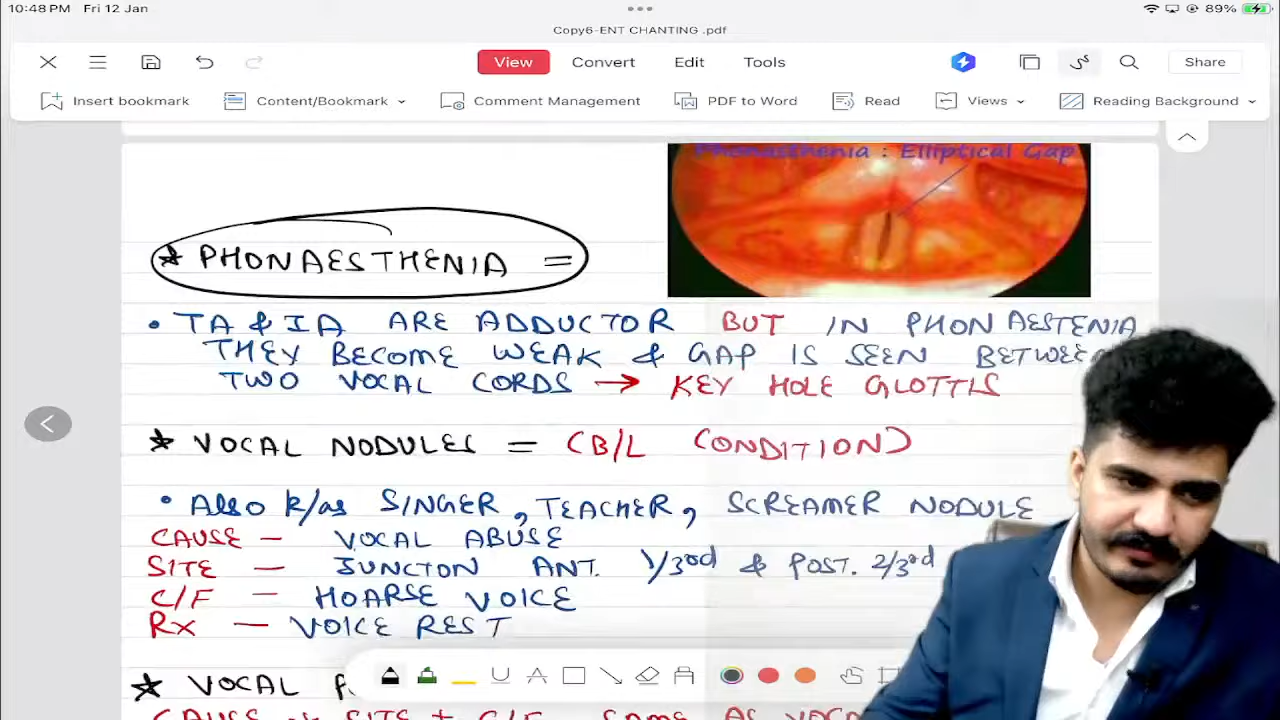 10:48 PM Fri 12 Jan
89%
Copy6-ENT CHANTING .pdf
View Convert Edit Tools Share
Insert bookmark Content/Bookmark Comment Management PDF to Word Read Views Reading Background
Phonasthenia : Elliptical Gap
★ PHONAESTHENIA =
• TA & IA ARE ADDUCTOR BUT IN PHONAESTENIA
THEY BECOME WEAK & GAP IS SEEN BETWEE
TWO VOCAL CORDS → KEY HOLE GLOTTIS
★ VOCAL NODULES = (B/L CONDITION)
• Also k/as SINGER, TEACHER, SCREAMER NODULE
CAUSE – VOCAL ABUSE
SITE – JUNCTON ANT. 1/3rd & POST. 2/3rd
C/F – HOARSE VOICE
Rx – VOICE REST
★ VOCAL
SAME AS